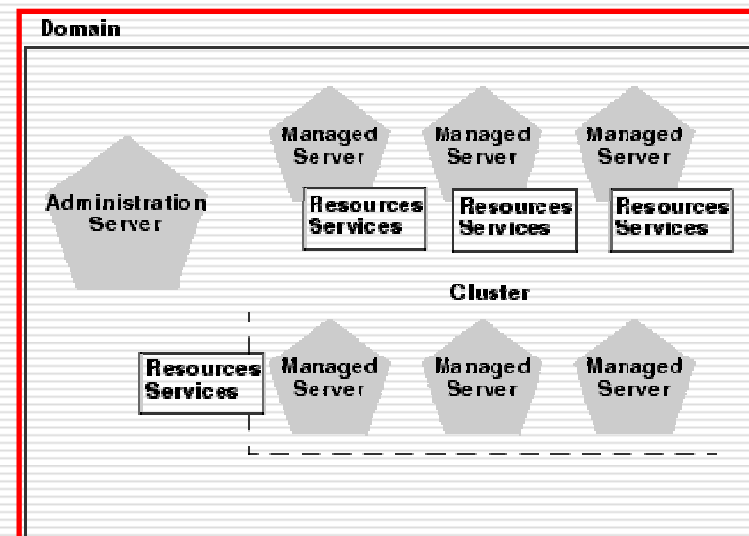 Domain
Managed
Server
Managed
Server
Managed
Server
Administration
Server
Resources
Services
Resources
Services
Resources
Services
Cluster
Resources
Services
Managed
Server
Managed
Server
Managed
Server